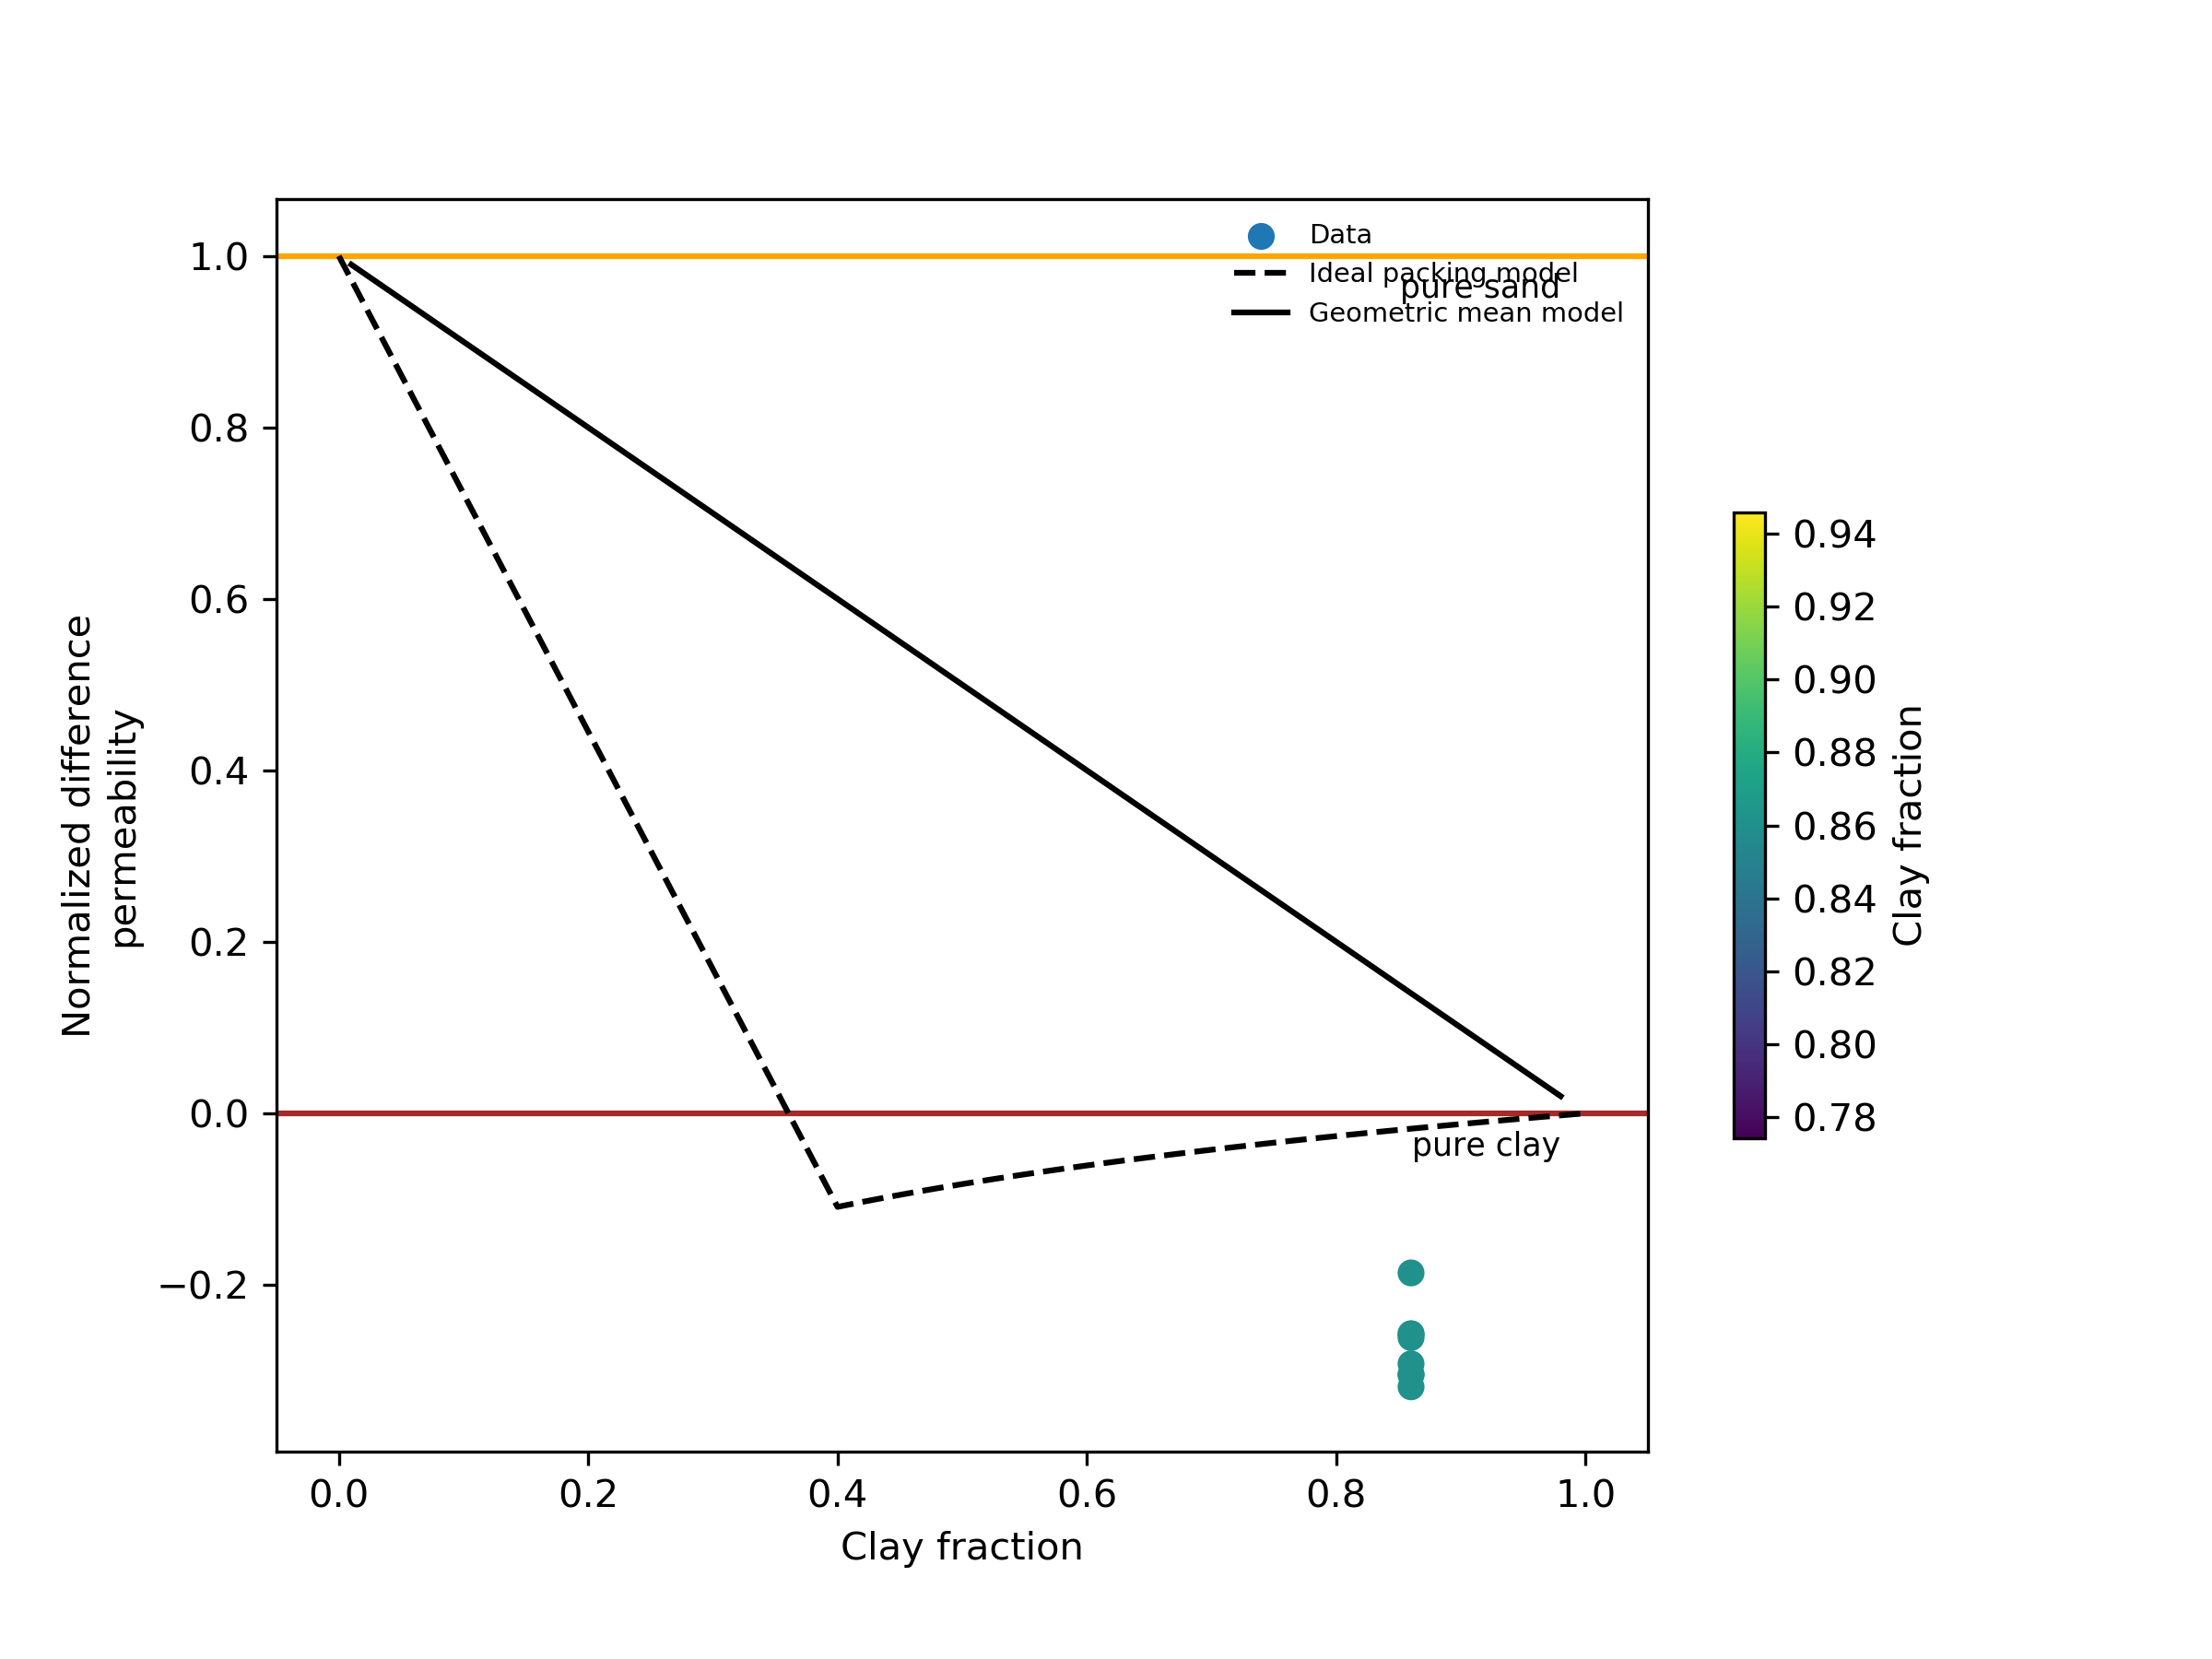 Data
Ideal packing model
pure sand
Geometric mean model
1.0
0.8
0.6
0.4
0.2
0.0
−0.2
Normalized difference
permeability
pure clay
0.0
0.2
0.4
0.6
0.8
1.0
Clay fraction
0.94
0.92
0.90
0.88
0.86
0.84
0.82
0.80
0.78
Clay fraction